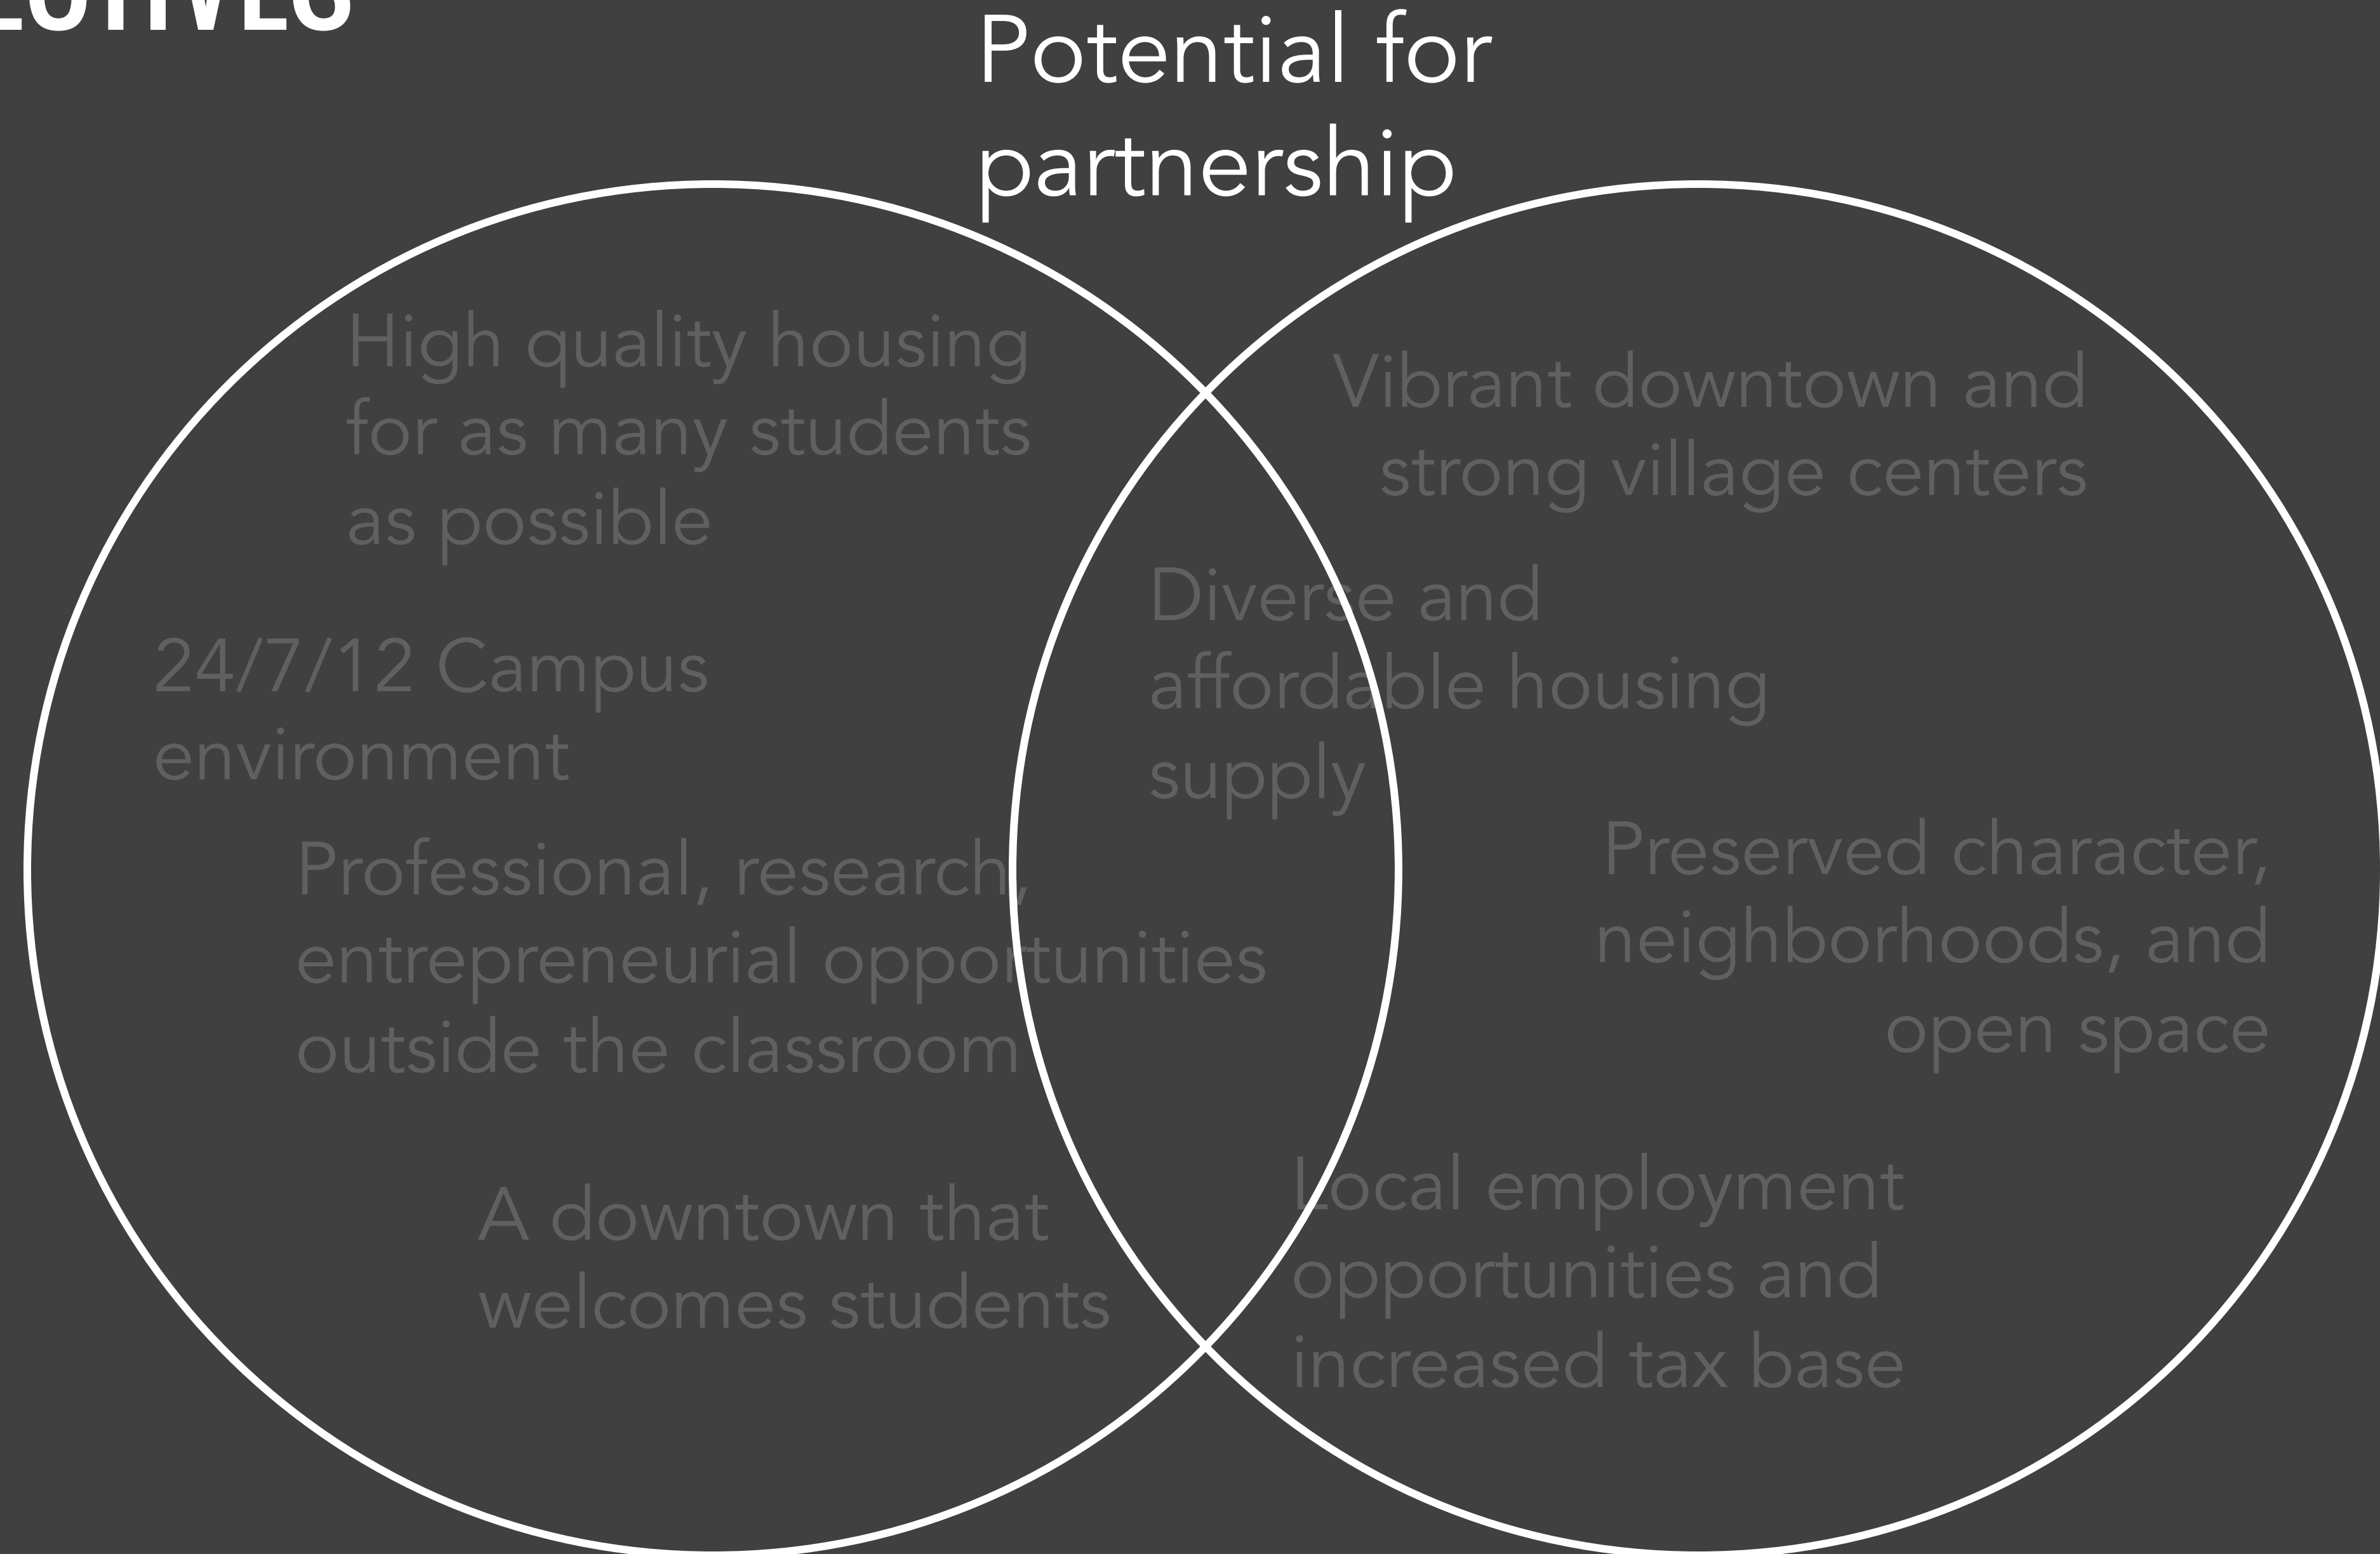 Potential for
partnership
High quality housing
for as many students
as possible
24/7/12 Campus
environment
Professional, research,
entrepreneurial opportunities
outside the classroom
A downtown that
welcomes students
Vibrant downtown and
strong village centers
Diverse and
affordable housing
supply
Preserved character,
neighborhoods, and
open space
Local employment
opportunities and
increased tax base